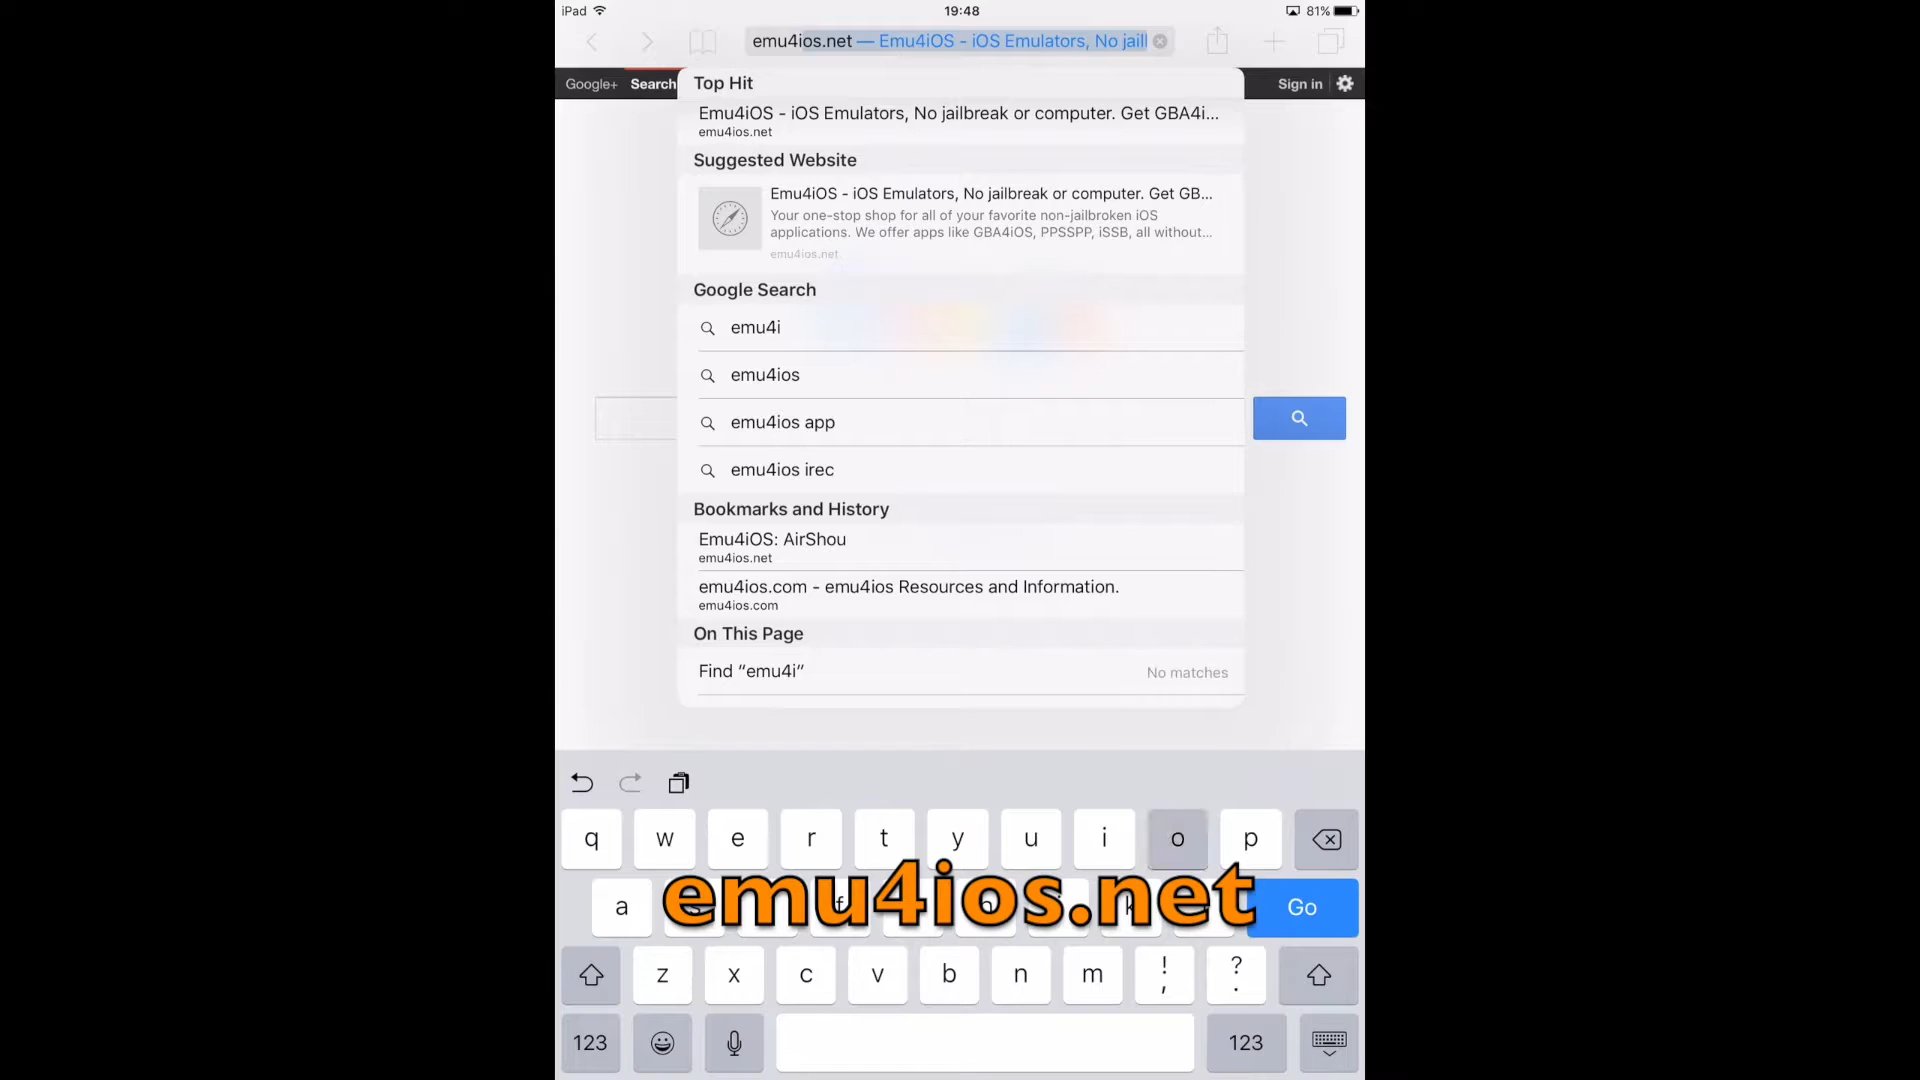 iPad 19:48 81%
emu4ios.net — Emu4iOS - iOS Emulators, No jail
Google+ Search Sign in
Top Hit
Emu4iOS - iOS Emulators, No jailbreak or computer. Get GBA4i...
emu4ios.net
Suggested Website
Emu4iOS - iOS Emulators, No jailbreak or computer. Get GB...
Your one-stop shop for all of your favorite non-jailbroken iOS
applications. We offer apps like GBA4iOS, PPSSPP, iSSB, all without...
emu4ios.net
Google Search
emu4i
emu4ios
emu4ios app
emu4ios irec
Bookmarks and History
Emu4iOS: AirShou
emu4ios.net
emu4ios.com - emu4ios Resources and Information.
emu4ios.com
On This Page
Find “emu4i” No matches
q w e r t y u i o p
a f k Go
emu4ios.net
z x c v b n m ! , ? .
123 123